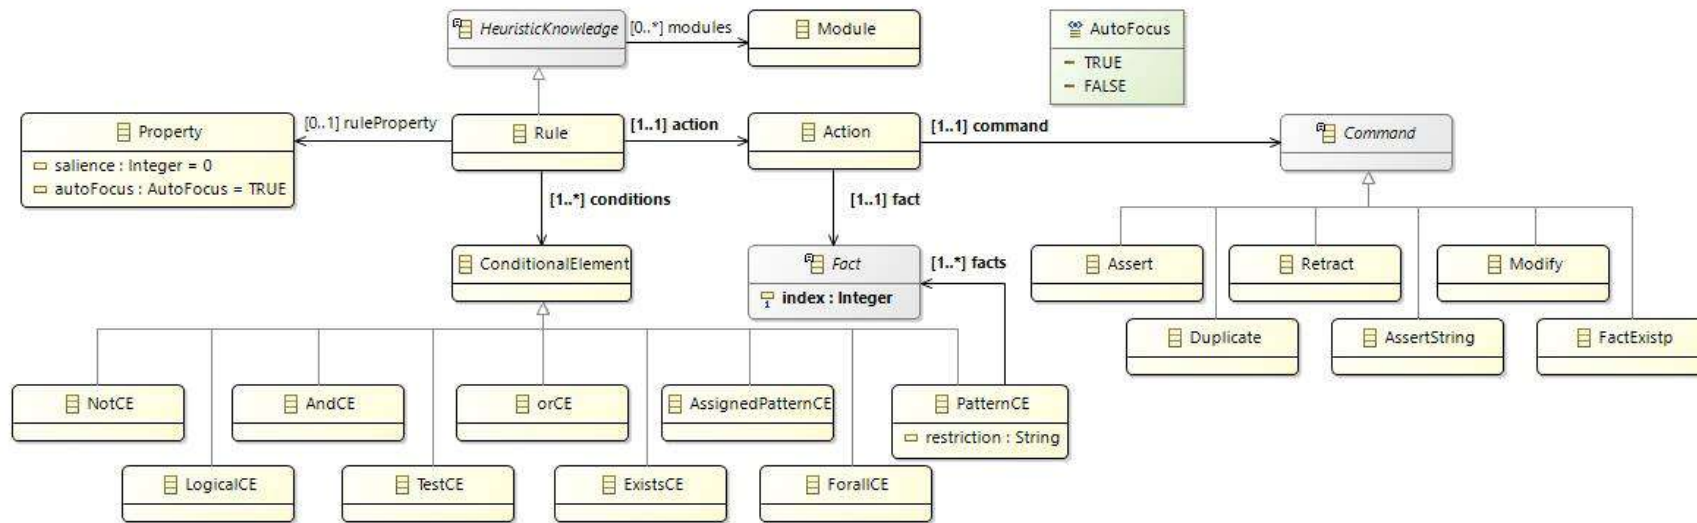 HeuristicKnowledge
[0..*] modules
Module
AutoFocus
TRUE
FALSE
Property
salience : Integer = 0
autoFocus : AutoFocus = TRUE
[0..1] ruleProperty
Rule
[1..1] action
Action
[1..1] command
Command
[1..*] conditions
[1..1] fact
ConditionalElement
Fact
index : Integer
[1..*] facts
Assert
Retract
Modify
Duplicate
AssertString
FactExistp
NotCE
AndCE
orCE
AssignedPatternCE
PatternCE
restriction : String
LogicalCE
TestCE
ExistsCE
ForallCE